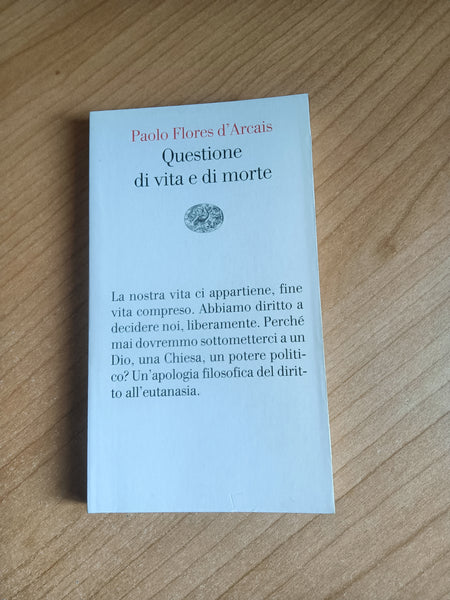 Paolo Flores d'Arcais
Questione
di vita e di morte
La nostra vita ci appartiene, fine
vita compreso. Abbiamo diritto a
decidere noi, liberamente. Perché
mai dovremmo sottometterci a un
Dio, una Chiesa, un potere politi-
co? Un'apologia filosofica del dirit-
to all'eutanasia.